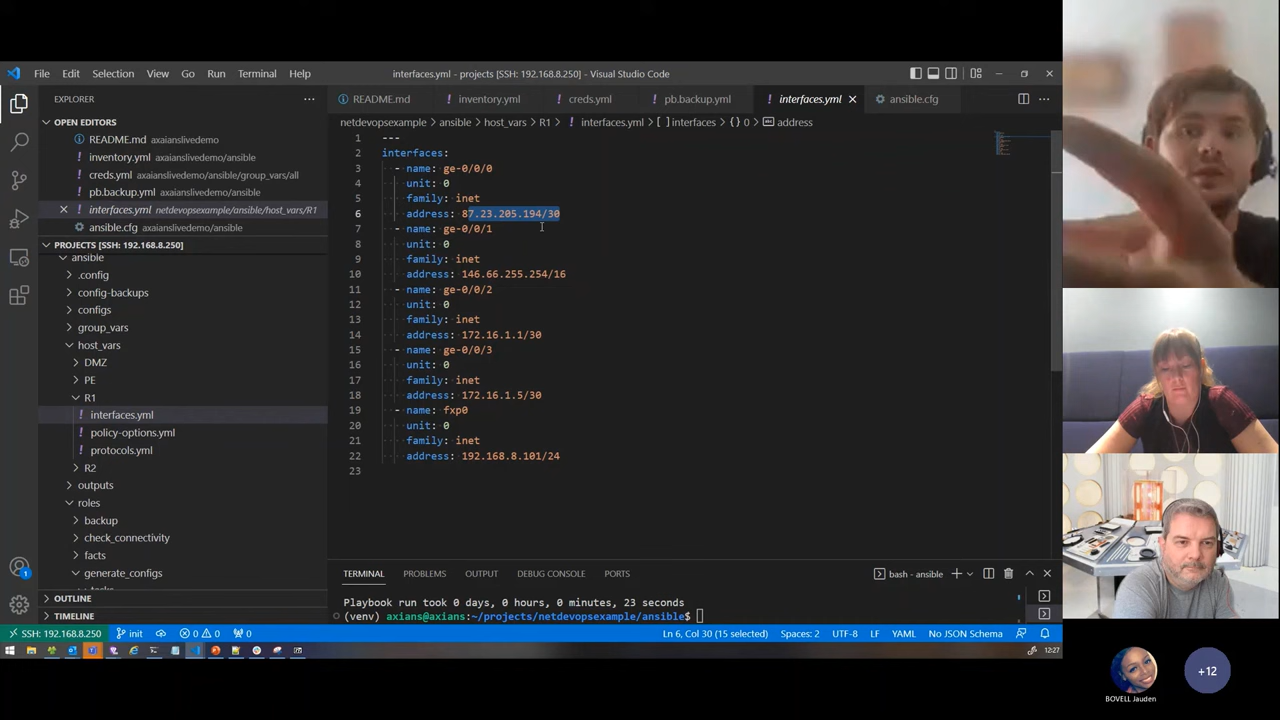 File Edit Selection View Go Run Terminal Help
interfaces.yml - projects [SSH: 192.168.8.250] - Visual Studio Code
EXPLORER
OPEN EDITORS
README.md axaianslivedemo
inventory.yml axaianslivedemo/ansible
creds.yml axaianslivedemo/ansible/group_vars/all
pb.backup.yml axaianslivedemo/ansible
interfaces.yml netdevopsexample/ansible/host_vars/R1
ansible.cfg axaianslivedemo/ansible
PROJECTS [SSH: 192.168.8.250]
ansible
.config
config-backups
configs
group_vars
host_vars
DMZ
PE
R1
interfaces.yml
policy-options.yml
protocols.yml
R2
outputs
roles
backup
check_connectivity
facts
generate_configs
OUTLINE
TIMELINE
README.md inventory.yml creds.yml pb.backup.yml interfaces.yml ansible.cfg
netdevopsexample > ansible > host_vars > R1 > interfaces.yml > [ ] interfaces > {} 0 > address
1 ---
2 interfaces:
3 - name: ge-0/0/0
4 unit: 0
5 family: inet
6 address: 87.23.205.194/30
7 - name: ge-0/0/1
8 unit: 0
9 family: inet
10 address: 146.66.255.254/16
11 - name: ge-0/0/2
12 unit: 0
13 family: inet
14 address: 172.16.1.1/30
15 - name: ge-0/0/3
16 unit: 0
17 family: inet
18 address: 172.16.1.5/30
19 - name: fxp0
20 unit: 0
21 family: inet
22 address: 192.168.8.101/24
23
TERMINAL PROBLEMS OUTPUT DEBUG CONSOLE PORTS
bash - ansible
Playbook run took 0 days, 0 hours, 0 minutes, 23 seconds
(venv) axians@axians:~/projects/netdevopsexample/ansible$
SSH: 192.168.8.250 init 0 0 0 Ln 6, Col 30 (15 selected) Spaces: 2 UTF-8 LF YAML No JSON Schema
12:27
+12
BOVELL Jauden